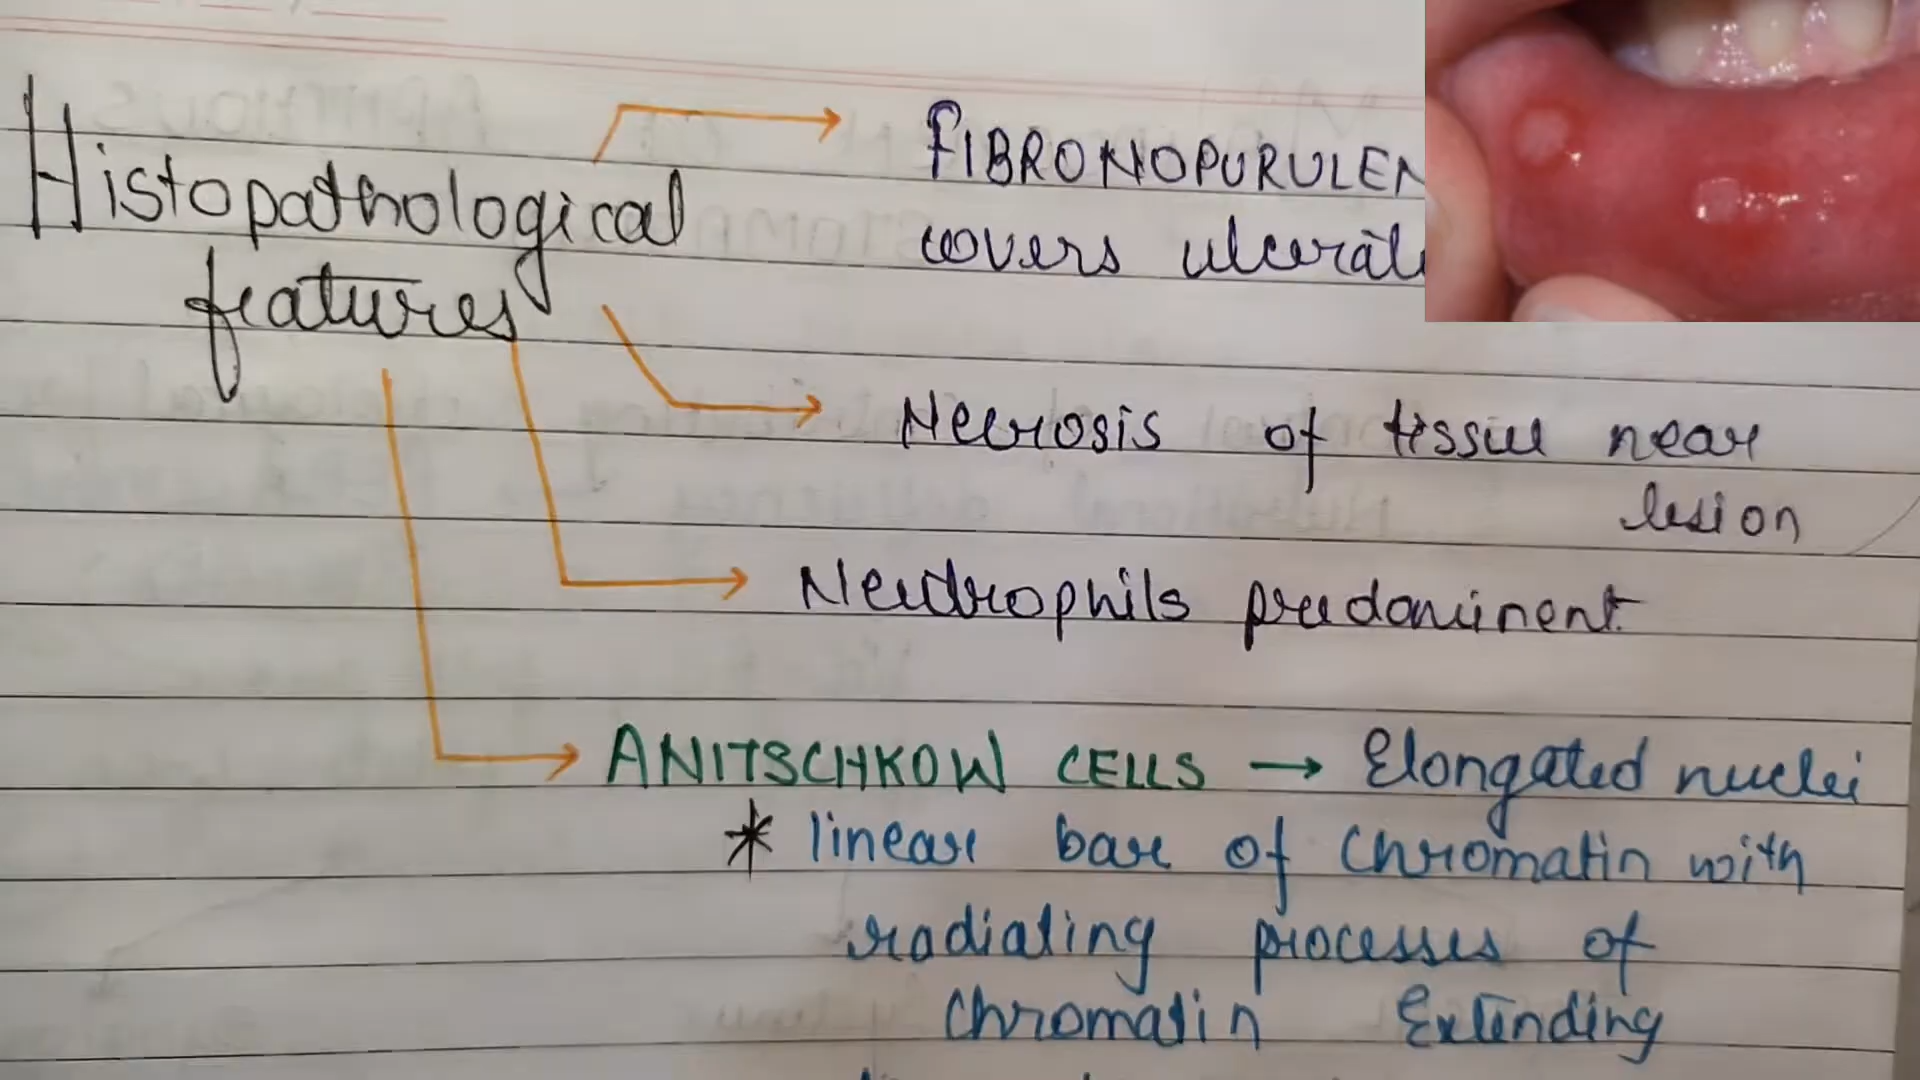 Histopathological
features
FIBRONOPURULEN
covers ulcerat
Necrosis of tissue near
lesion
Neutrophils predominent
ANITSCHKOW CELLS → Elongated nuclei
* linear bar of chromatin with
radiating processes of
chromatin Extending